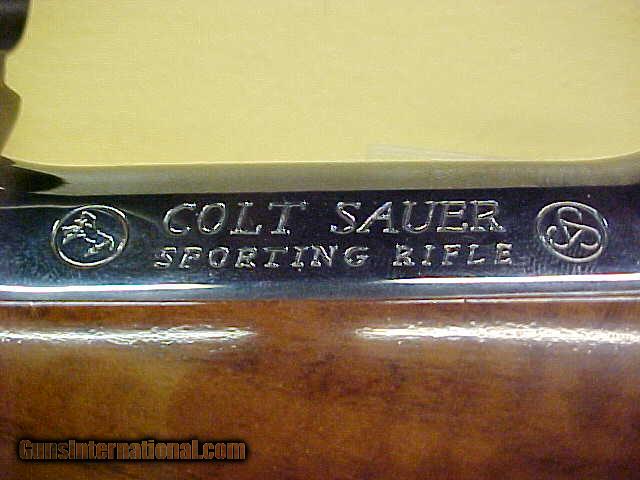 COLT SAUER
SPORTING RIFLE
GunsInternational.com